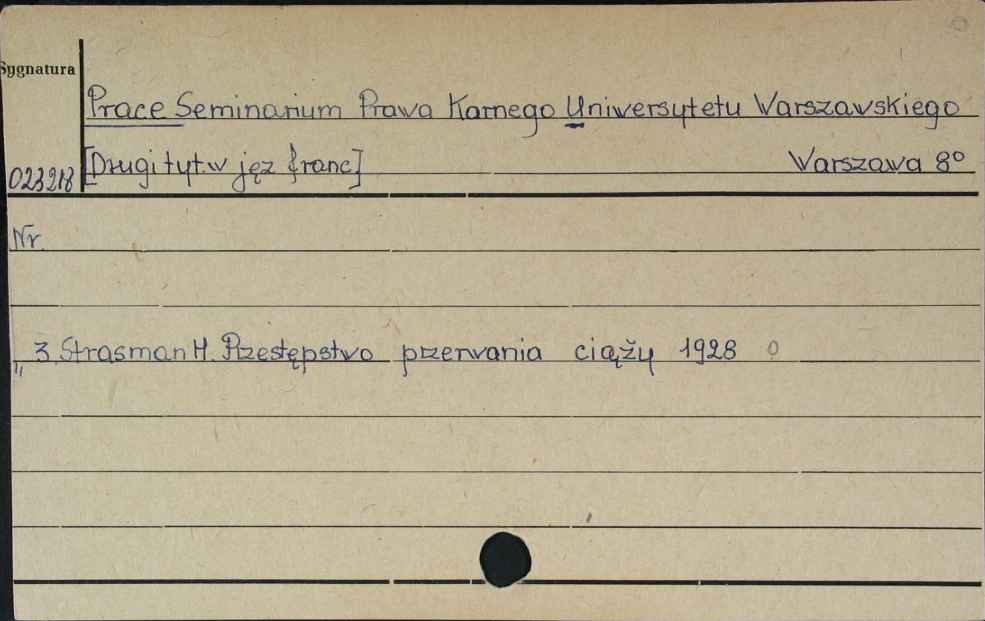 Sygnatura
Prace Seminarium Prawa Karnego Uniwersytetu Warszawskiego
023218 [Drugi tyt. w jęz franc] Warszawa 8°
Nr.
„ 3 Strasman H. Przestępstwo przerwania ciąży 1928 0